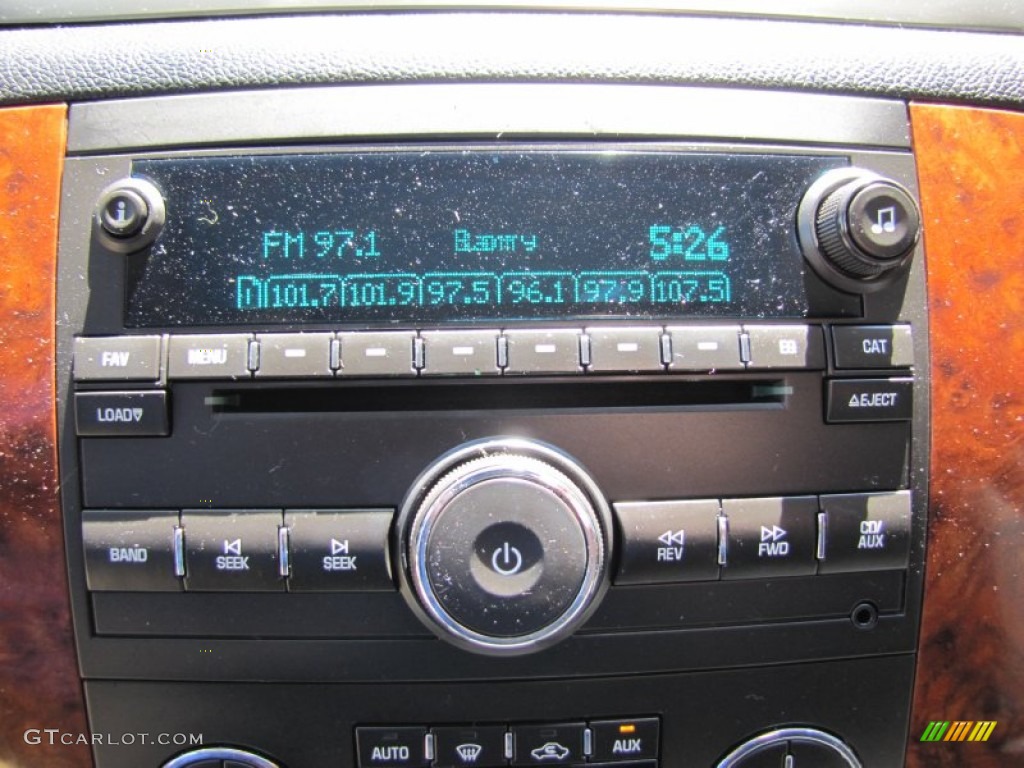 FM 97.1 5:26
1 101.7 101.9 97.5 96.1 97.9 107.5
FAV MENU CAT
LOAD EJECT
BAND SEEK SEEK REV FWD CD/
AUX
AUTO AUX
GTCARLOT.COM